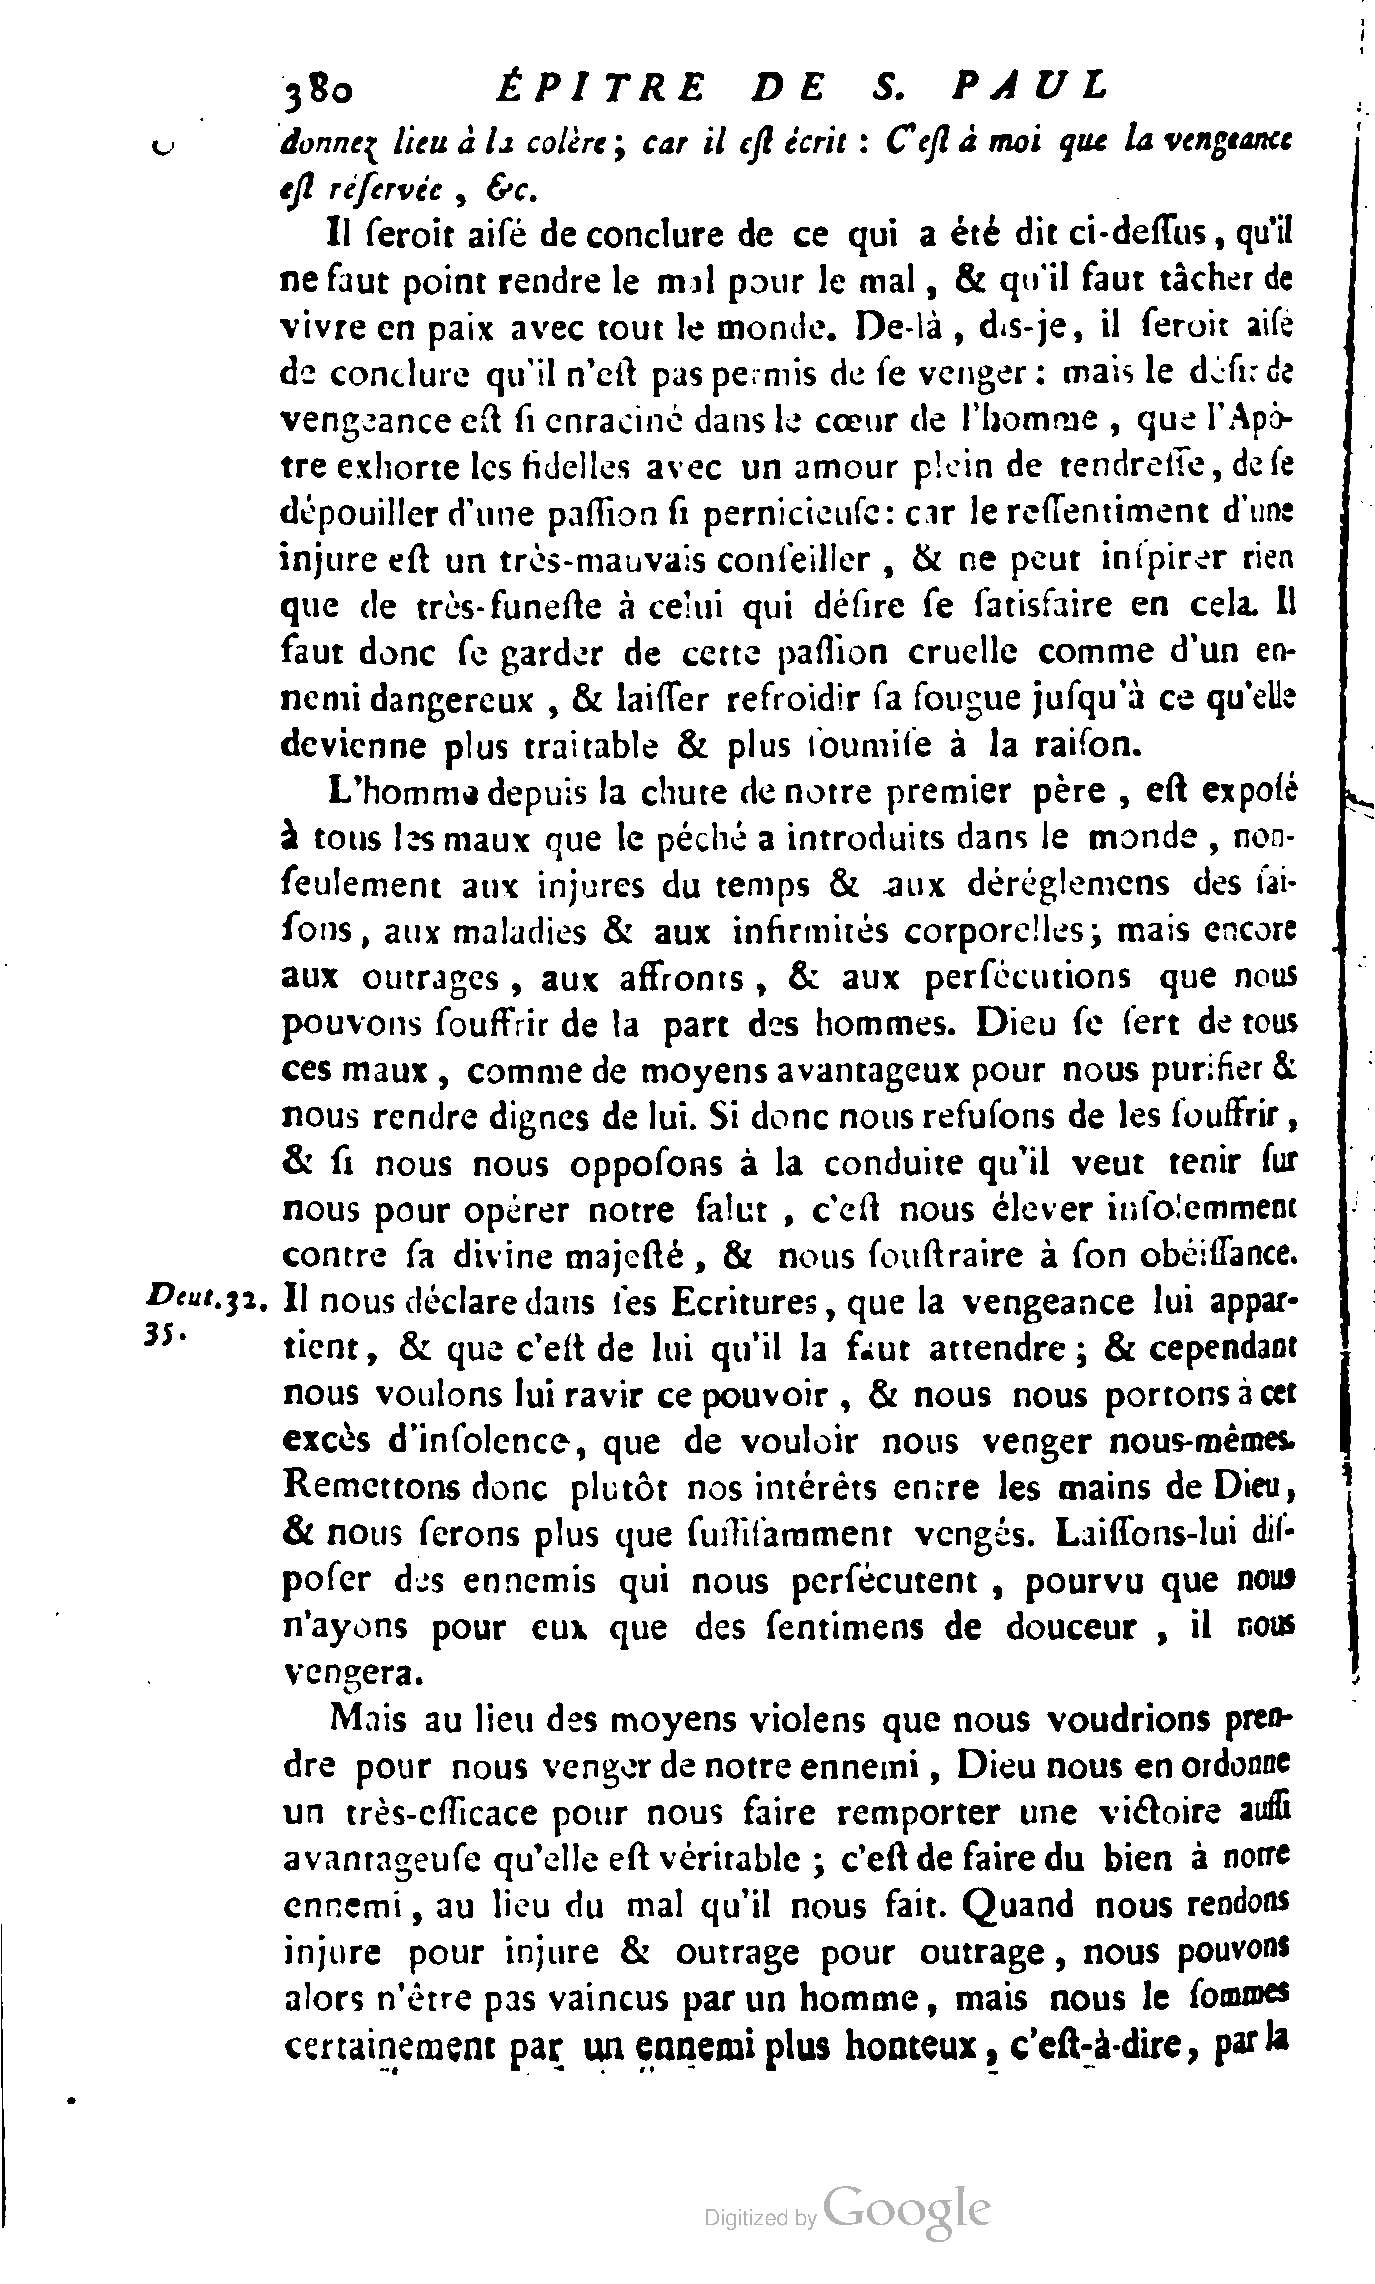 380 ÉPITRE DE S. PAUL
donnez lieu à la colère ; car il eſt écrit : C'eſt à moi que la vengeance
eſt réſervée , &c.
Il ſeroit aiſé de conclure de ce qui a été dit ci-deſſus , qu'il
ne faut point rendre le mal pour le mal , & qu'il faut tâcher de
vivre en paix avec tout le monde. De-là , dis-je, il ſeroit aiſé
de conclure qu'il n'eſt pas permis de ſe venger : mais le déſir de
vengeance eſt ſi enraciné dans le cœur de l'homme , que l'Apô-
tre exhorte les fidelles avec un amour plein de tendreſſe, de ſe
dépouiller d'une paſſion ſi pernicieuſe : car le reſſentiment d'une
injure eſt un très-mauvais conſeiller , & ne peut inſpirer rien
que de très-funeſte à celui qui déſire ſe ſatisfaire en cela. Il
faut donc ſe garder de cette paſſion cruelle comme d'un en-
nemi dangereux , & laiſſer refroidir ſa fougue juſqu'à ce qu'elle
devienne plus traitable & plus ſoumiſe à la raiſon.
L'homme depuis la chute de notre premier père , eſt expoſé
à tous les maux que le péché a introduits dans le monde , non-
ſeulement aux injures du temps & aux déréglemens des ſai-
ſons, aux maladies & aux infirmités corporelles ; mais encore
aux outrages , aux affronts , & aux perſécutions que nous
pouvons ſouffrir de la part des hommes. Dieu ſe ſert de tous
ces maux , comme de moyens avantageux pour nous purifier &
nous rendre dignes de lui. Si donc nous refuſons de les ſouffrir ,
& ſi nous nous oppoſons à la conduite qu'il veut tenir ſur
nous pour opérer notre ſalut , c'eſt nous élever inſolemment
contre ſa divine majeſté , & nous ſouſtraire à ſon obéiſſance.
Deut. 32. Il nous déclare dans ſes Ecritures, que la vengeance lui appar-
35. tient, & que c'eſt de lui qu'il la faut attendre ; & cependant
nous voulons lui ravir ce pouvoir , & nous nous portons à cet
excès d'inſolence, que de vouloir nous venger nous-mêmes.
Remettons donc plutôt nos intérêts entre les mains de Dieu,
& nous ſerons plus que ſuffiſamment vengés. Laiſſons-lui diſ-
poſer des ennemis qui nous perſécutent , pourvu que nous
n'ayons pour eux que des ſentimens de douceur , il nous
vengera.
Mais au lieu des moyens violens que nous voudrions pren-
dre pour nous venger de notre ennemi , Dieu nous en ordonne
un très-efficace pour nous faire remporter une victoire auſſi
avantageuſe qu'elle eſt véritable ; c'eſt de faire du bien à notre
ennemi , au lieu du mal qu'il nous fait. Quand nous rendons
injure pour injure & outrage pour outrage , nous pouvons
alors n'être pas vaincus par un homme, mais nous le ſommes
certainement par un ennemi plus honteux , c'eſt-à-dire, par la
Digitized by Google